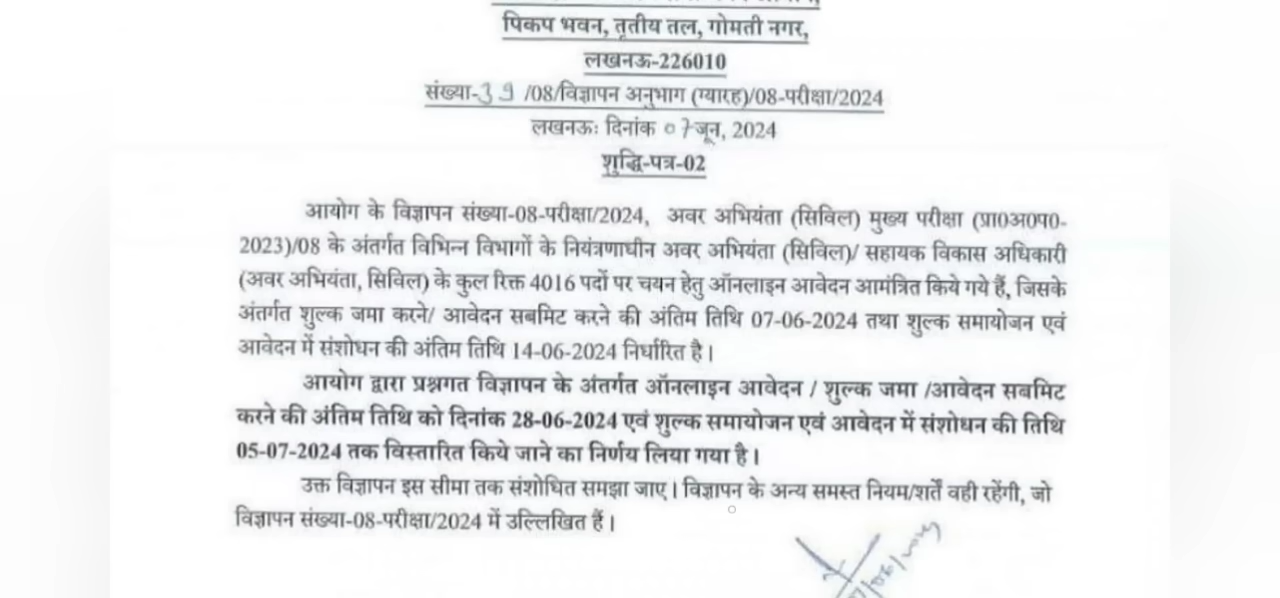 पिकप भवन, तृतीय तल, गोमती नगर,
लखनऊ-226010
संख्या-39 /08/विज्ञापन अनुभाग (ग्यारह)/08-परीक्षा/2024
लखनऊः दिनांक 07 जून, 2024
शुद्धि-पत्र-02
आयोग के विज्ञापन संख्या-08-परीक्षा/2024, अवर अभियंता (सिविल) मुख्य परीक्षा (प्रा0अ0प0-
2023)/08 के अंतर्गत विभिन्न विभागों के नियंत्रणाधीन अवर अभियंता (सिविल)/ सहायक विकास अधिकारी
(अवर अभियंता, सिविल) के कुल रिक्त 4016 पदों पर चयन हेतु ऑनलाइन आवेदन आमंत्रित किये गये हैं, जिसके
अंतर्गत शुल्क जमा करने/ आवेदन सबमिट करने की अंतिम तिथि 07-06-2024 तथा शुल्क समायोजन एवं
आवेदन में संशोधन की अंतिम तिथि 14-06-2024 निर्धारित है।
आयोग द्वारा प्रश्नगत विज्ञापन के अंतर्गत ऑनलाइन आवेदन / शुल्क जमा /आवेदन सबमिट
करने की अंतिम तिथि को दिनांक 28-06-2024 एवं शुल्क समायोजन एवं आवेदन में संशोधन की तिथि
05-07-2024 तक विस्तारित किये जाने का निर्णय लिया गया है।
उक्त विज्ञापन इस सीमा तक संशोधित समझा जाए। विज्ञापन के अन्य समस्त नियम/शर्तें वही रहेंगी, जो
विज्ञापन संख्या-08-परीक्षा/2024 में उल्लिखित हैं।